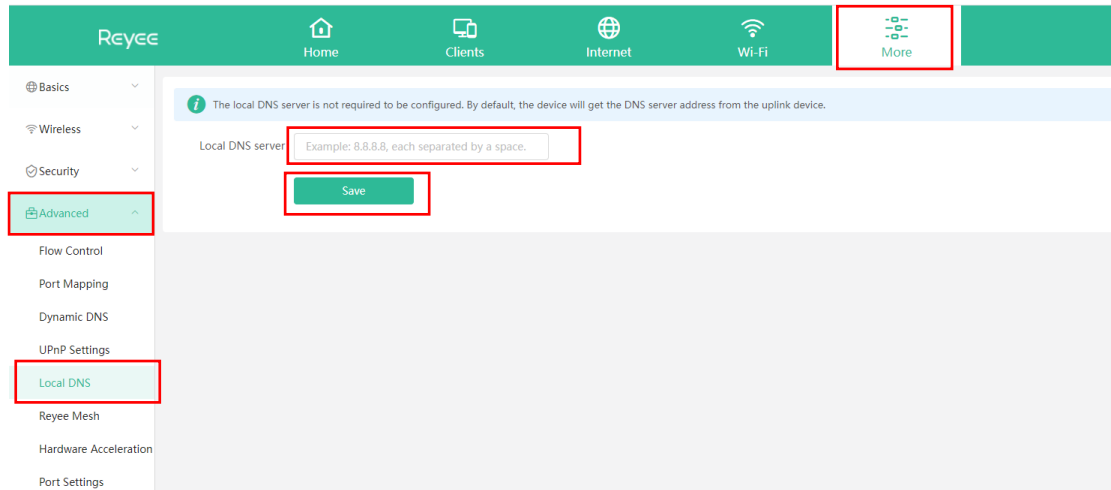 Reyee
Home
Clients
Internet
Wi-Fi
More
Basics
Wireless
Security
Advanced
Flow Control
Port Mapping
Dynamic DNS
UPnP Settings
Local DNS
Reyee Mesh
Hardware Acceleration
Port Settings
The local DNS server is not required to be configured. By default, the device will get the DNS server address from the uplink device.
Local DNS server Example: 8.8.8.8, each separated by a space.
Save